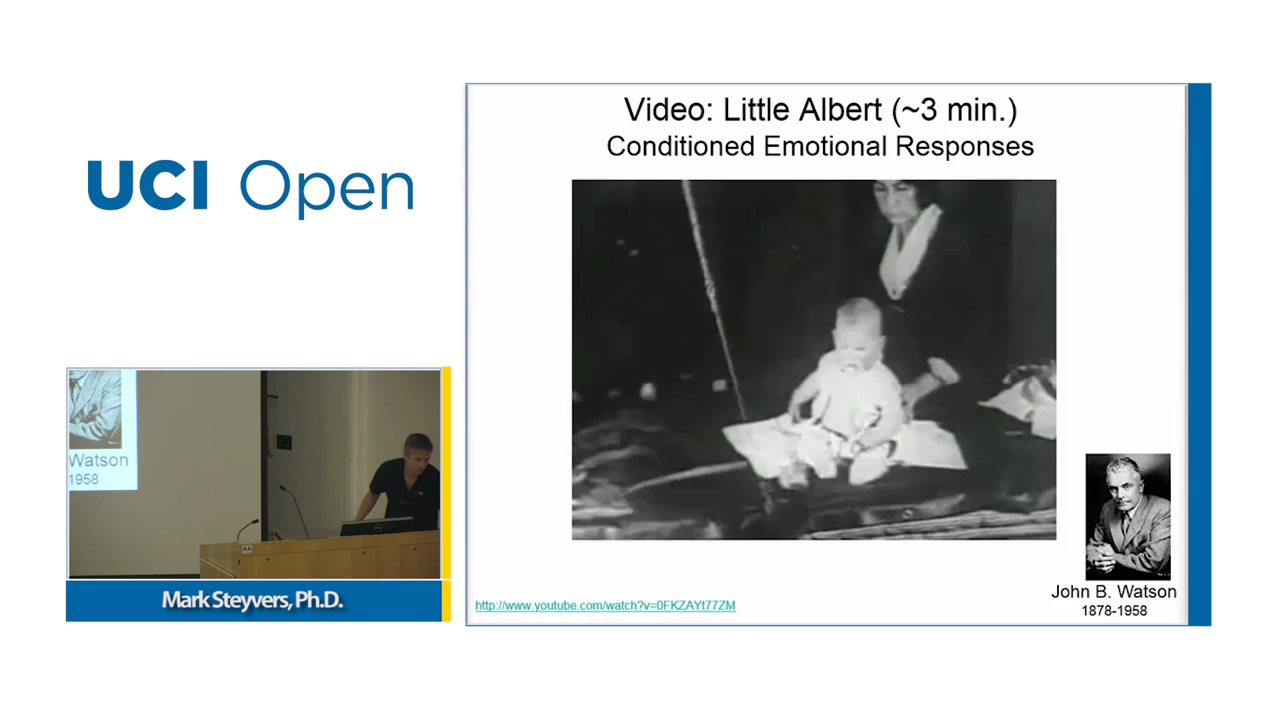 UCI Open
Video: Little Albert (~3 min.)
Conditioned Emotional Responses
Watson
1958
AA
Mark Steyvers, Ph.D.
http://www.youtube.com/watch?v=0FKZAYt77ZM
John B. Watson
1878-1958